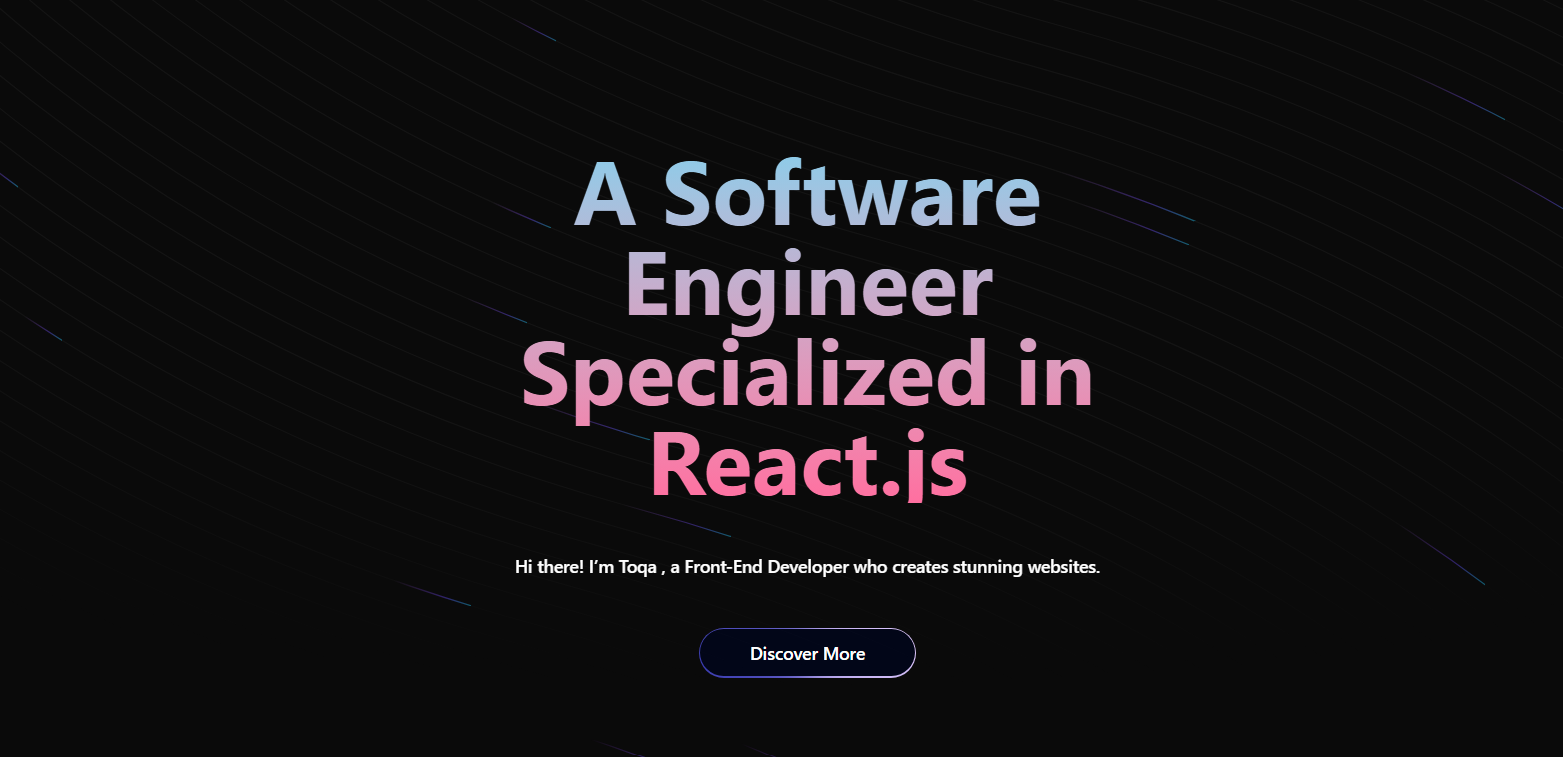 A Software
Engineer
Specialized in
React.js
Hi there! I’m Toqa , a Front-End Developer who creates stunning websites.
Discover More